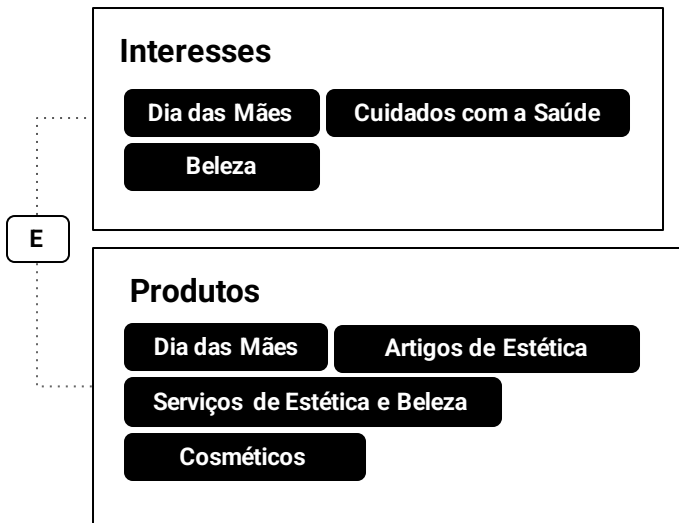 Interesses
Dia das Mães Cuidados com a Saúde
Beleza
E
Produtos
Dia das Mães Artigos de Estética
Serviços de Estética e Beleza
Cosméticos